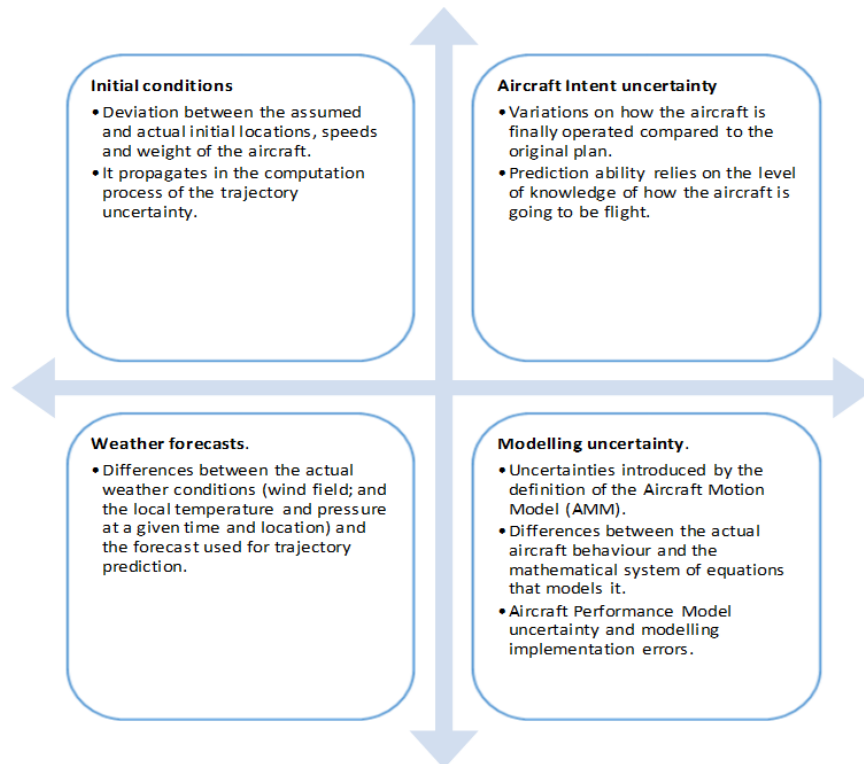 Initial conditions
•Deviation between the assumed
and actual initial locations, speeds
and weight of the aircraft.
•It propagates in the computation
process of the trajectory
uncertainty.
Aircraft Intent uncertainty
•Variations on how the aircraft is
finally operated compared to the
original plan.
•Prediction ability relies on the level
of knowledge of how the aircraft is
going to be flight.
Weather forecasts.
•Differences between the actual
weather conditions (wind field; and
the local temperature and pressure
at a given time and location) and
the forecast used for trajectory
prediction.
Modelling uncertainty.
•Uncertainties introduced by the
definition of the Aircraft Motion
Model (AMM).
•Differences between the actual
aircraft behaviour and the
mathematical system of equations
that models it.
•Aircraft Performance Model
uncertainty and modelling
implementation errors.